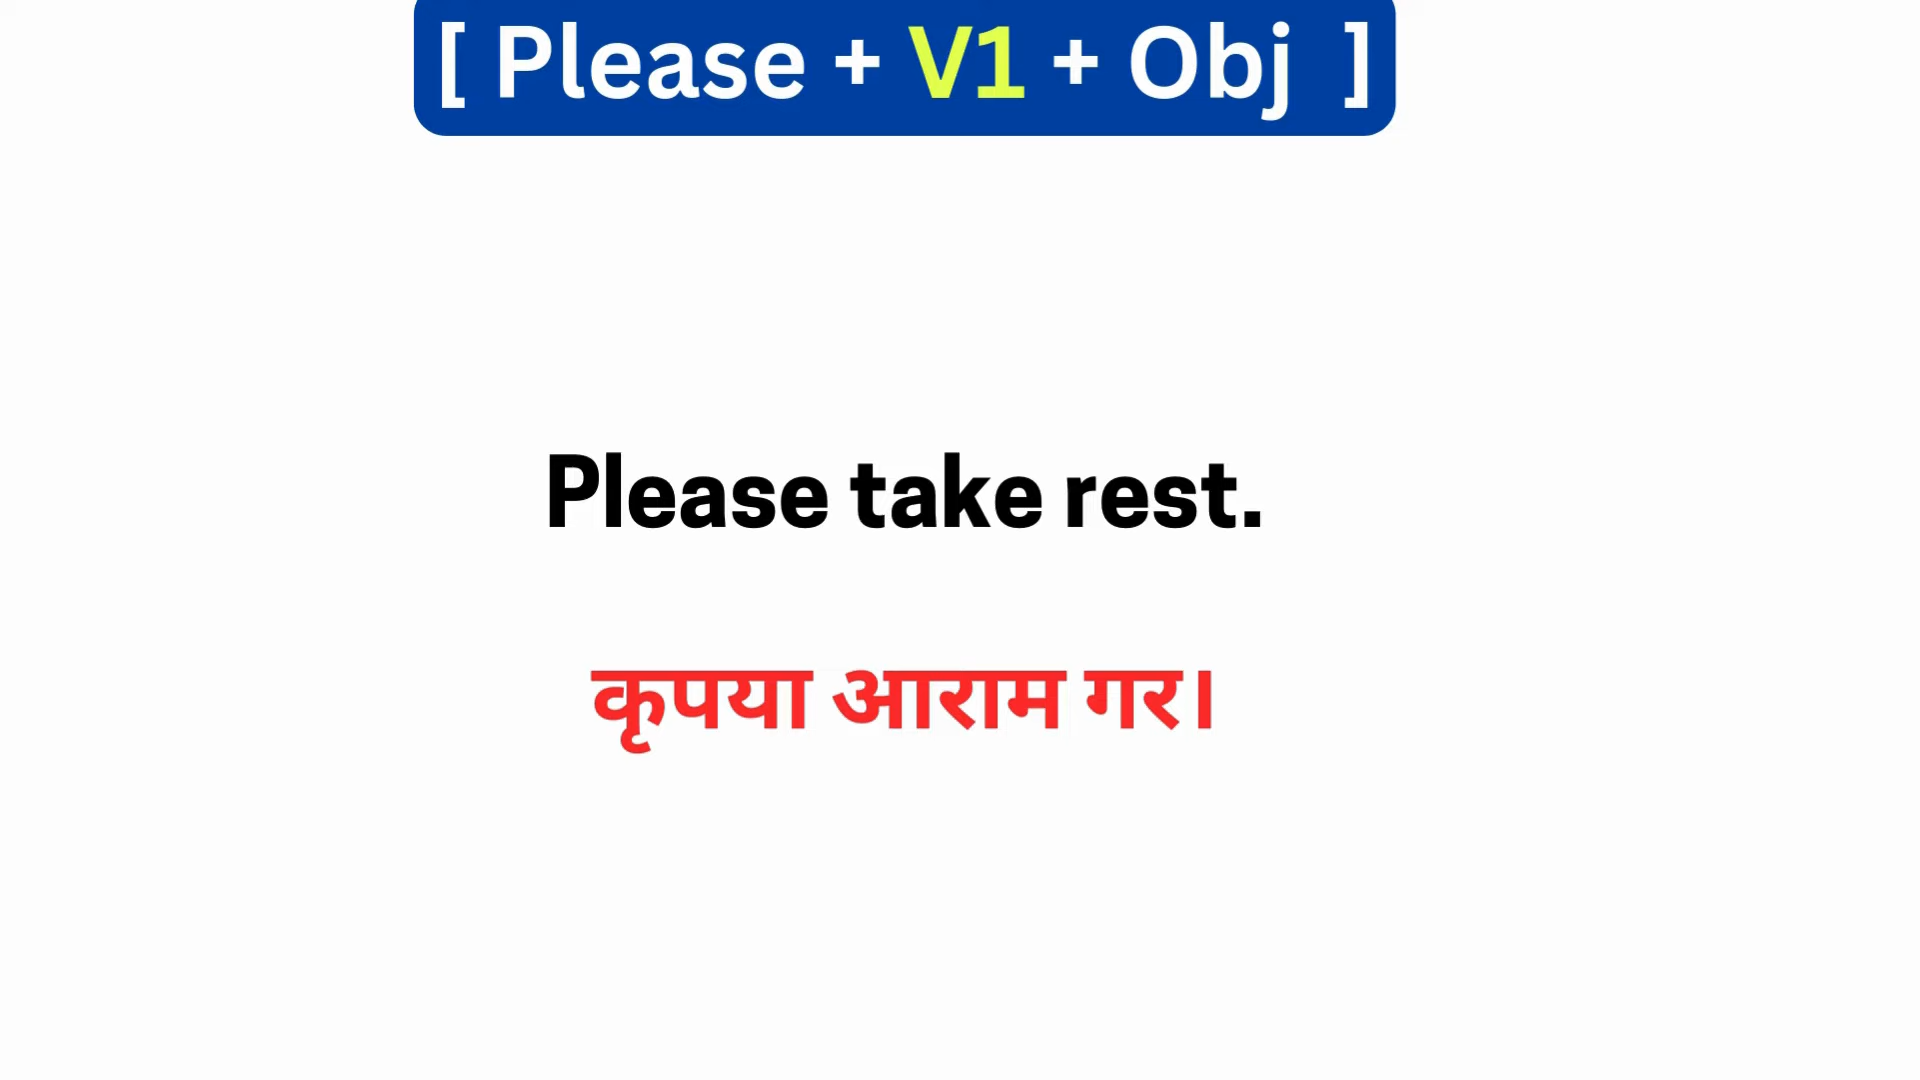 [ Please + V1 + Obj ]
Please take rest.
कृपया आराम गर।